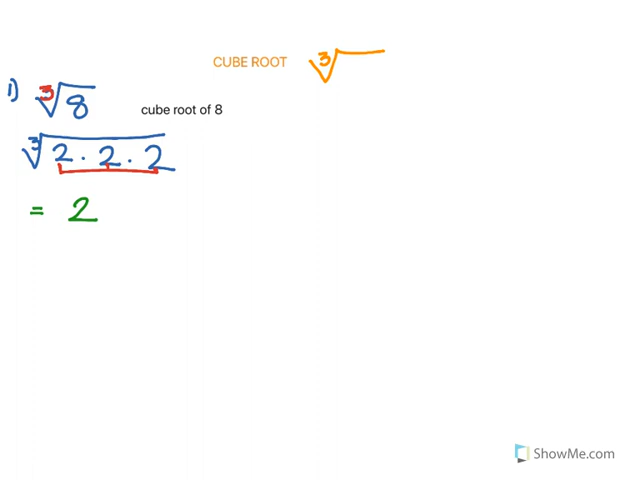 CUBE ROOT ∛
1) ∛8
cube root of 8
∛2 · 2 · 2
= 2
ShowMe.com